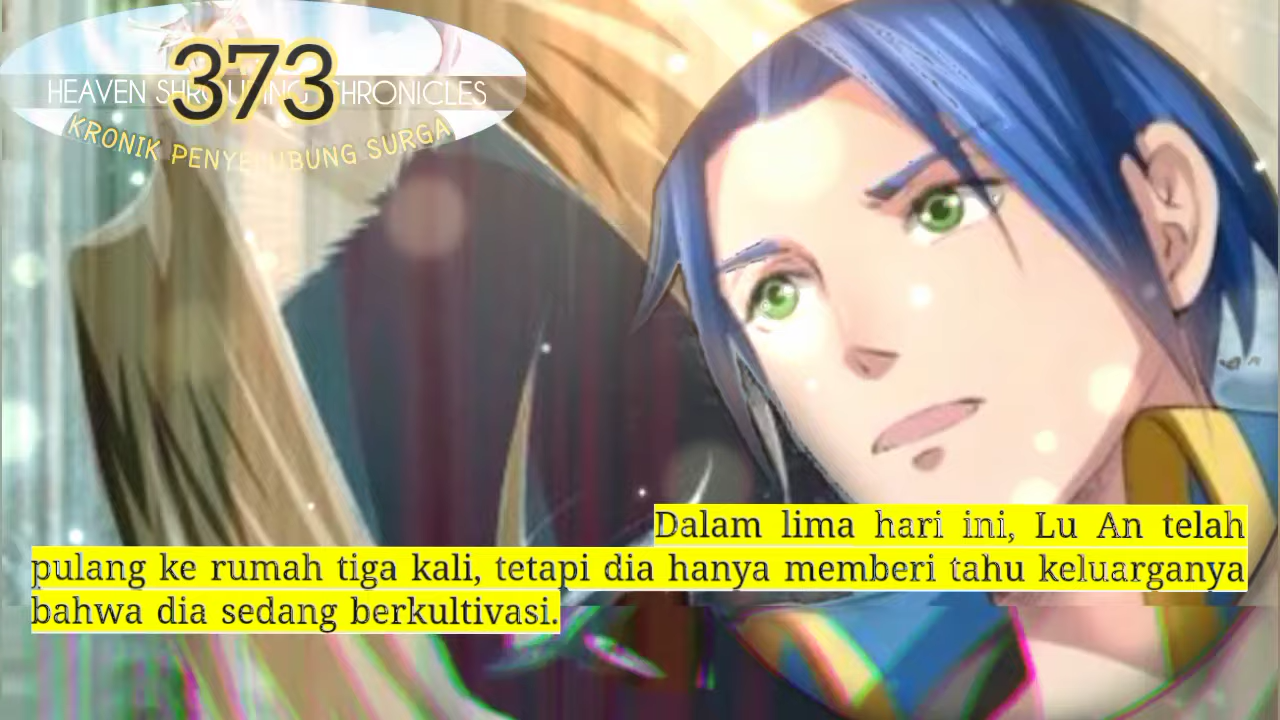 373
HEAVEN SHROUDING CHRONICLES
KRONIK PENYELUBUNG SURGA
Dalam lima hari ini, Lu An telah
pulang ke rumah tiga kali, tetapi dia hanya memberi tahu keluarganya
bahwa dia sedang berkultivasi.